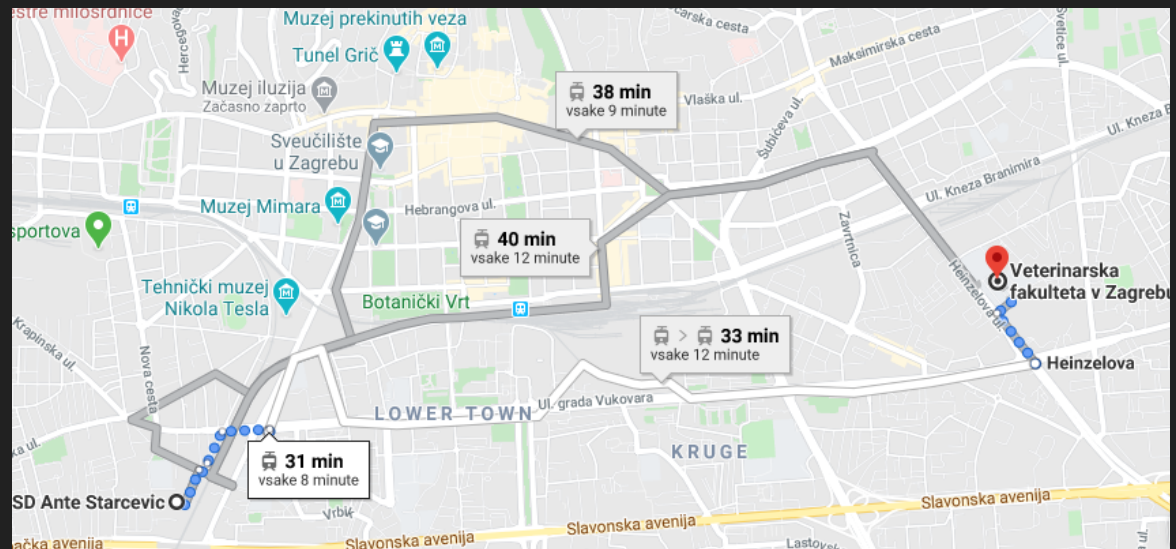 estre milosrdnice
Hercegovac
Muzej prekinutih veza
Tunel Grič
Muzej iluzija
Začasno zaprto
Sveučilište
u Zagrebu
Muzej Mimara
Hebrangova ul.
sportova
Tehnički muzej
Nikola Tesla
Botanički Vrt
Krapinska ul.
Nova cesta
38 min
vsake 9 minute
Vlaška ul.
Maksimirska cesta
Svetice ul.
Šubićeva ul.
Ul. Kneza B
Ul. Kneza Branimira
40 min
vsake 12 minute
Zavrtnica
Heinzelova ul.
Veterinarska
fakulteta v Zagrebu
> 33 min
vsake 12 minute
Heinzelova
LOWER TOWN
Ul. grada Vukovara
KRUGE
31 min
vsake 8 minute
SD Ante Starcevic
Vrbik
Slavonska avenija
Slavonska avenija
Slavonska avenija
Lastovsk